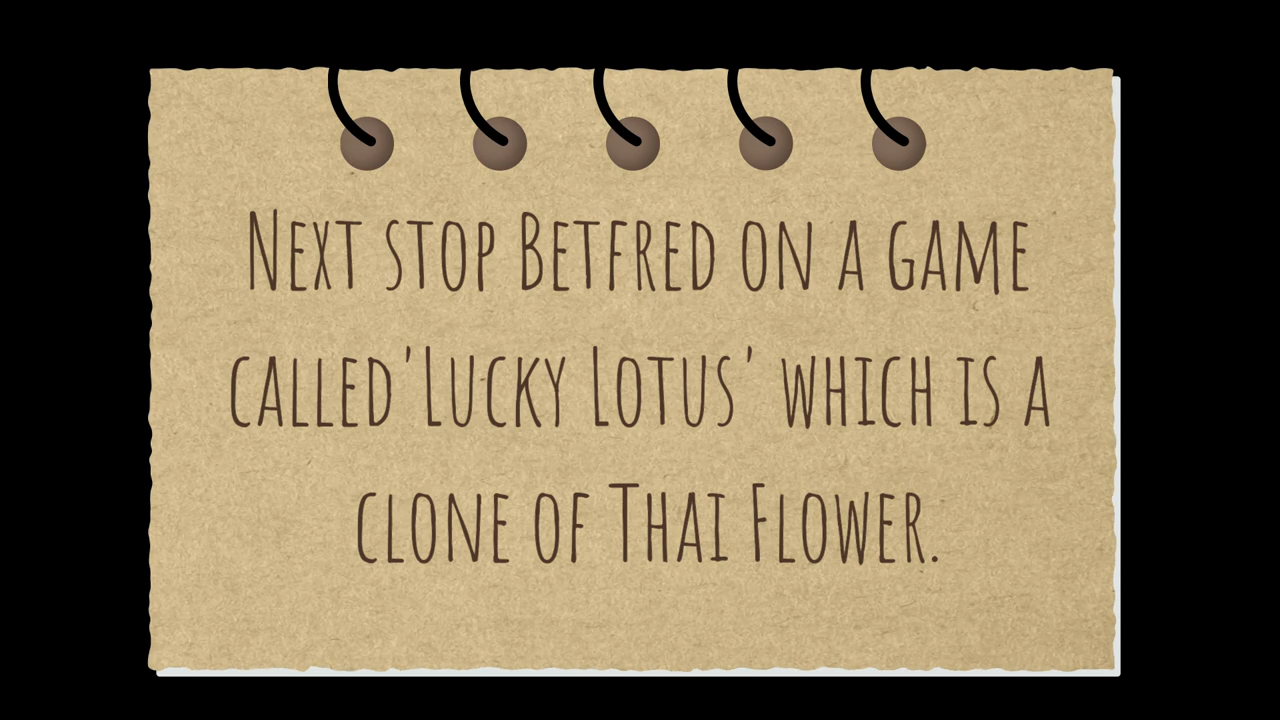 Next stop Betfred on a game
called'Lucky Lotus' which is a
clone of Thai Flower.